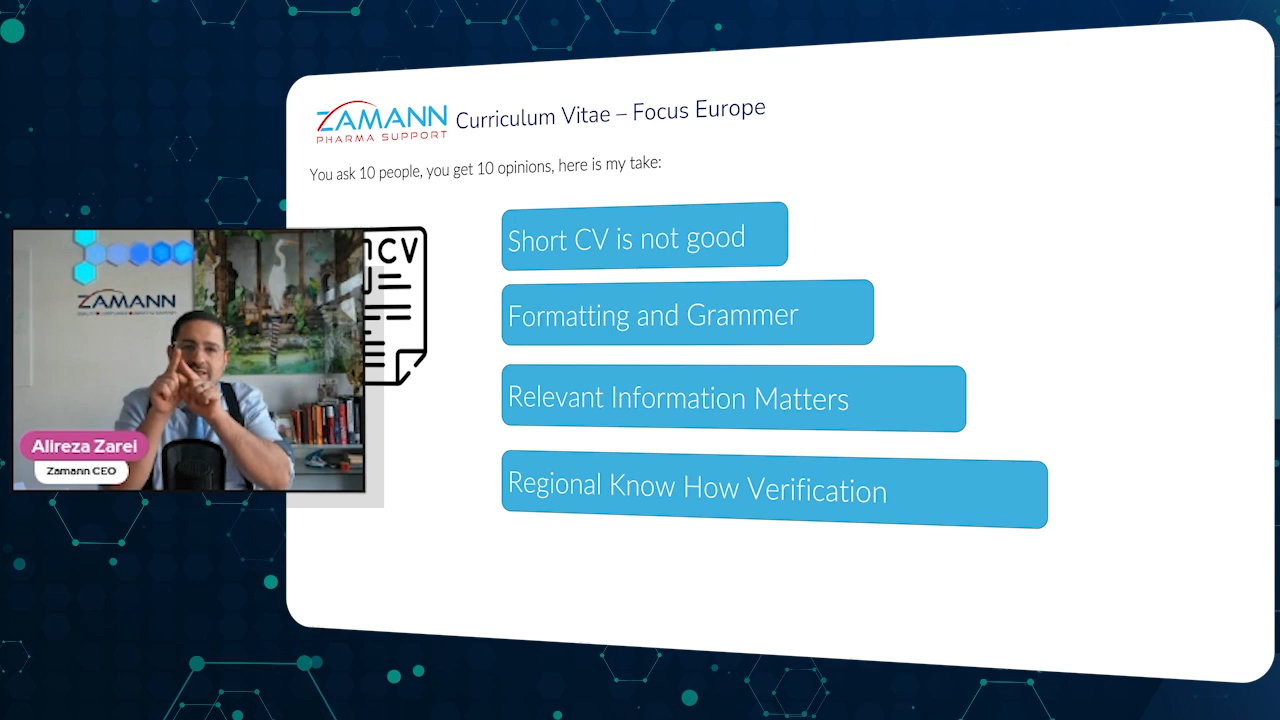 ZAMANN
PHARMA SUPPORT
Curriculum Vitae – Focus Europe
You ask 10 people, you get 10 opinions, here is my take:
CV
Short CV is not good
Formatting and Grammer
Relevant Information Matters
Regional Know How Verification
ZAMANN
Alireza Zarei
Zamann CEO